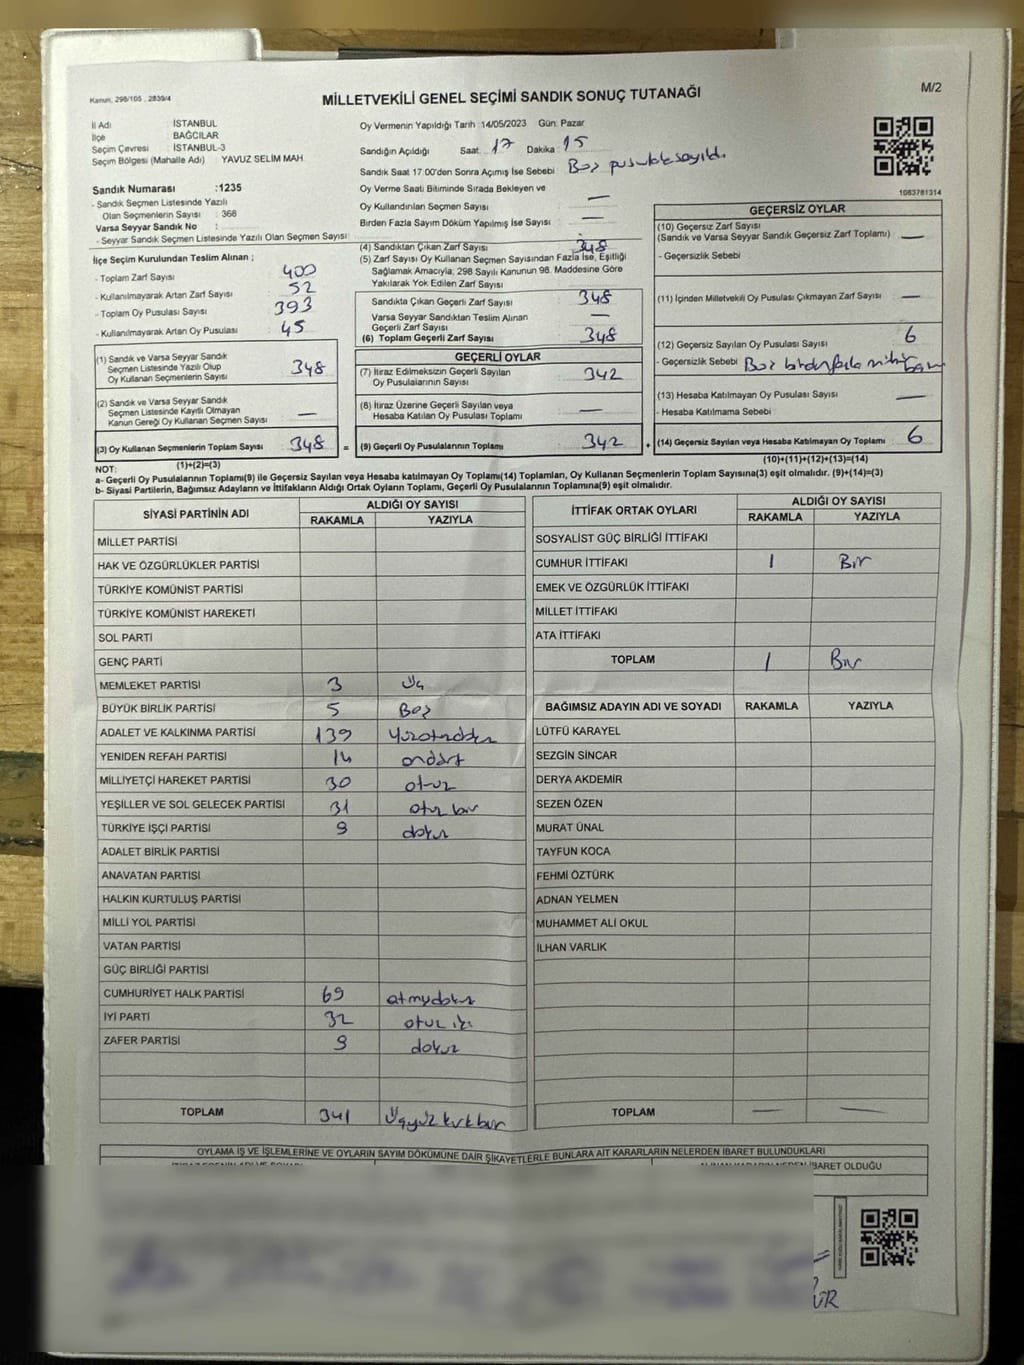 Kanun, 298/105 , 2839/4
MİLLETVEKİLİ GENEL SEÇİMİ SANDIK SONUÇ TUTANAĞI
M/2
İl Adı İSTANBUL
İlçe BAĞCILAR
Seçim Çevresi : İSTANBUL-3
Seçim Bölgesi (Mahalle Adı) YAVUZ SELİM MAH.
Sandık Numarası :1235
- Sandık Seçmen Listesinde Yazılı
Olan Seçmenlerin Sayısı : 368
Varsa Seyyar Sandık No :
- Seyyar Sandık Seçmen Listesinde Yazılı Olan Seçmen Sayısı:
Oy Vermenin Yapıldığı Tarih :14/05/2023 Gün: Pazar
Sandığın Açıldığı Saat: 17 Dakika 15
Sandık Saat 17:00'den Sonra Açımış İse Sebebi Boş pusulalar sayıldı
Oy Verme Saati Bitiminde Sırada Bekleyen ve
Oy Kullandırılan Seçmen Sayısı : —
Birden Fazla Sayım Döküm Yapılmış İse Sayısı : —
1083781314
İlçe Seçim Kurulundan Teslim Alınan ;
- Toplam Zarf Sayısı : 400
- Kullanılmayarak Artan Zarf Sayısı : 52
- Toplam Oy Pusulası Sayısı : 393
- Kullanılmayarak Artan Oy Pusulası : 45
(1) Sandık ve Varsa Seyyar Sandık
Seçmen Listesinde Yazılı Olup
Oy Kullanan Seçmenlerin Sayısı : 348
(2) Sandık ve Varsa Seyyar Sandık
Seçmen Listesinde Kayıtlı Olmayan
Kanun Gereği Oy Kullanan Seçmen Sayısı : —
(3) Oy Kullanan Seçmenlerin Toplam Sayısı : 348 =
(1)+(2)=(3)
(4) Sandıktan Çıkan Zarf Sayısı : 348
(5) Zarf Sayısı Oy Kullanan Seçmen Sayısından Fazla İse, Eşitliği
Sağlamak Amacıyla, 298 Sayılı Kanunun 98. Maddesine Göre
Yakılarak Yok Edilen Zarf Sayısı :
Sandıkta Çıkan Geçerli Zarf Sayısı : 348
Varsa Seyyar Sandıktan Teslim Alınan
Geçerli Zarf Sayısı : —
(6) Toplam Geçerli Zarf Sayısı : 348
GEÇERLİ OYLAR
(7) İtiraz Edilmeksizin Geçerli Sayılan
Oy Pusulalarının Sayısı : 342
(8) İtiraz Üzerine Geçerli Sayılan veya
Hesaba Katılan Oy Pusulası Toplamı : —
(9) Geçerli Oy Pusulalarının Toplamı : 342 +
GEÇERSİZ OYLAR
(10) Geçersiz Zarf Sayısı
(Sandık ve Varsa Seyyar Sandık Geçersiz Zarf Toplamı) : —
- Geçersizlik Sebebi
(11) İçinden Milletvekili Oy Pusulası Çıkmayan Zarf Sayısı : —
(12) Geçersiz Sayılan Oy Pusulası Sayısı : 6
- Geçersizlik Sebebi
(13) Hesaba Katılmayan Oy Pusulası Sayısı : —
- Hesaba Katılmama Sebebi
(14) Geçersiz Sayılan veya Hesaba Katılmayan Oy Toplamı : 6
(10)+(11)+(12)+(13)=(14)
NOT:
a- Geçerli Oy Pusulalarının Toplamı(9) ile Geçersiz Sayılan veya Hesaba katılmayan Oy Toplamı(14) Toplamları, Oy Kullanan Seçmenlerin Toplam Sayısına(3) eşit olmalıdır. (9)+(14)=(3)
b- Siyasi Partilerin, Bağımsız Adayların ve İttifakların Aldığı Ortak Oyların Toplamı, Geçerli Oy Pusulalarının Toplamına(9) eşit olmalıdır.
SİYASİ PARTİNİN ADI ALDIĞI OY SAYISI
RAKAMLA YAZIYLA
MİLLET PARTİSİ
HAK VE ÖZGÜRLÜKLER PARTİSİ
TÜRKİYE KOMÜNİST PARTİSİ
TÜRKİYE KOMÜNİST HAREKETİ
SOL PARTİ
GENÇ PARTİ
MEMLEKET PARTİSİ 3 Üç
BÜYÜK BİRLİK PARTİSİ 5 Beş
ADALET VE KALKINMA PARTİSİ 139 Yüzotuzdokuz
YENİDEN REFAH PARTİSİ 14 ondört
MİLLİYETÇİ HAREKET PARTİSİ 30 otuz
YEŞİLLER VE SOL GELECEK PARTİSİ 31 otuz bir
TÜRKİYE İŞÇİ PARTİSİ 9 dokuz
ADALET BİRLİK PARTİSİ
ANAVATAN PARTİSİ
HALKIN KURTULUŞ PARTİSİ
MİLLİ YOL PARTİSİ
VATAN PARTİSİ
GÜÇ BİRLİĞİ PARTİSİ
CUMHURİYET HALK PARTİSİ 69 atmışdokuz
İYİ PARTİ 32 otuz iki
ZAFER PARTİSİ 9 dokuz
TOPLAM 341 Üçyüz kırk bir
İTTİFAK ORTAK OYLARI ALDIĞI OY SAYISI
RAKAMLA YAZIYLA
SOSYALİST GÜÇ BİRLİĞİ İTTİFAKI
CUMHUR İTTİFAKI 1 Bir
EMEK VE ÖZGÜRLÜK İTTİFAKI
MİLLET İTTİFAKI
ATA İTTİFAKI
TOPLAM 1 Bir
BAĞIMSIZ ADAYIN ADI VE SOYADI RAKAMLA YAZIYLA
LÜTFÜ KARAYEL
SEZGİN SİNCAR
DERYA AKDEMİR
SEZEN ÖZEN
MURAT ÜNAL
TAYFUN KOCA
FEHMİ ÖZTÜRK
ADNAN YELMEN
MUHAMMET ALİ OKUL
İLHAN VARLIK
TOPLAM — —
OYLAMA İŞ VE İŞLEMLERİNE VE OYLARIN SAYIM DÖKÜMÜNE DAİR ŞİKAYETLERLE BUNLARA AİT KARARLARIN NELERDEN İBARET BULUNDUKLARI
İBARET OLDUĞU